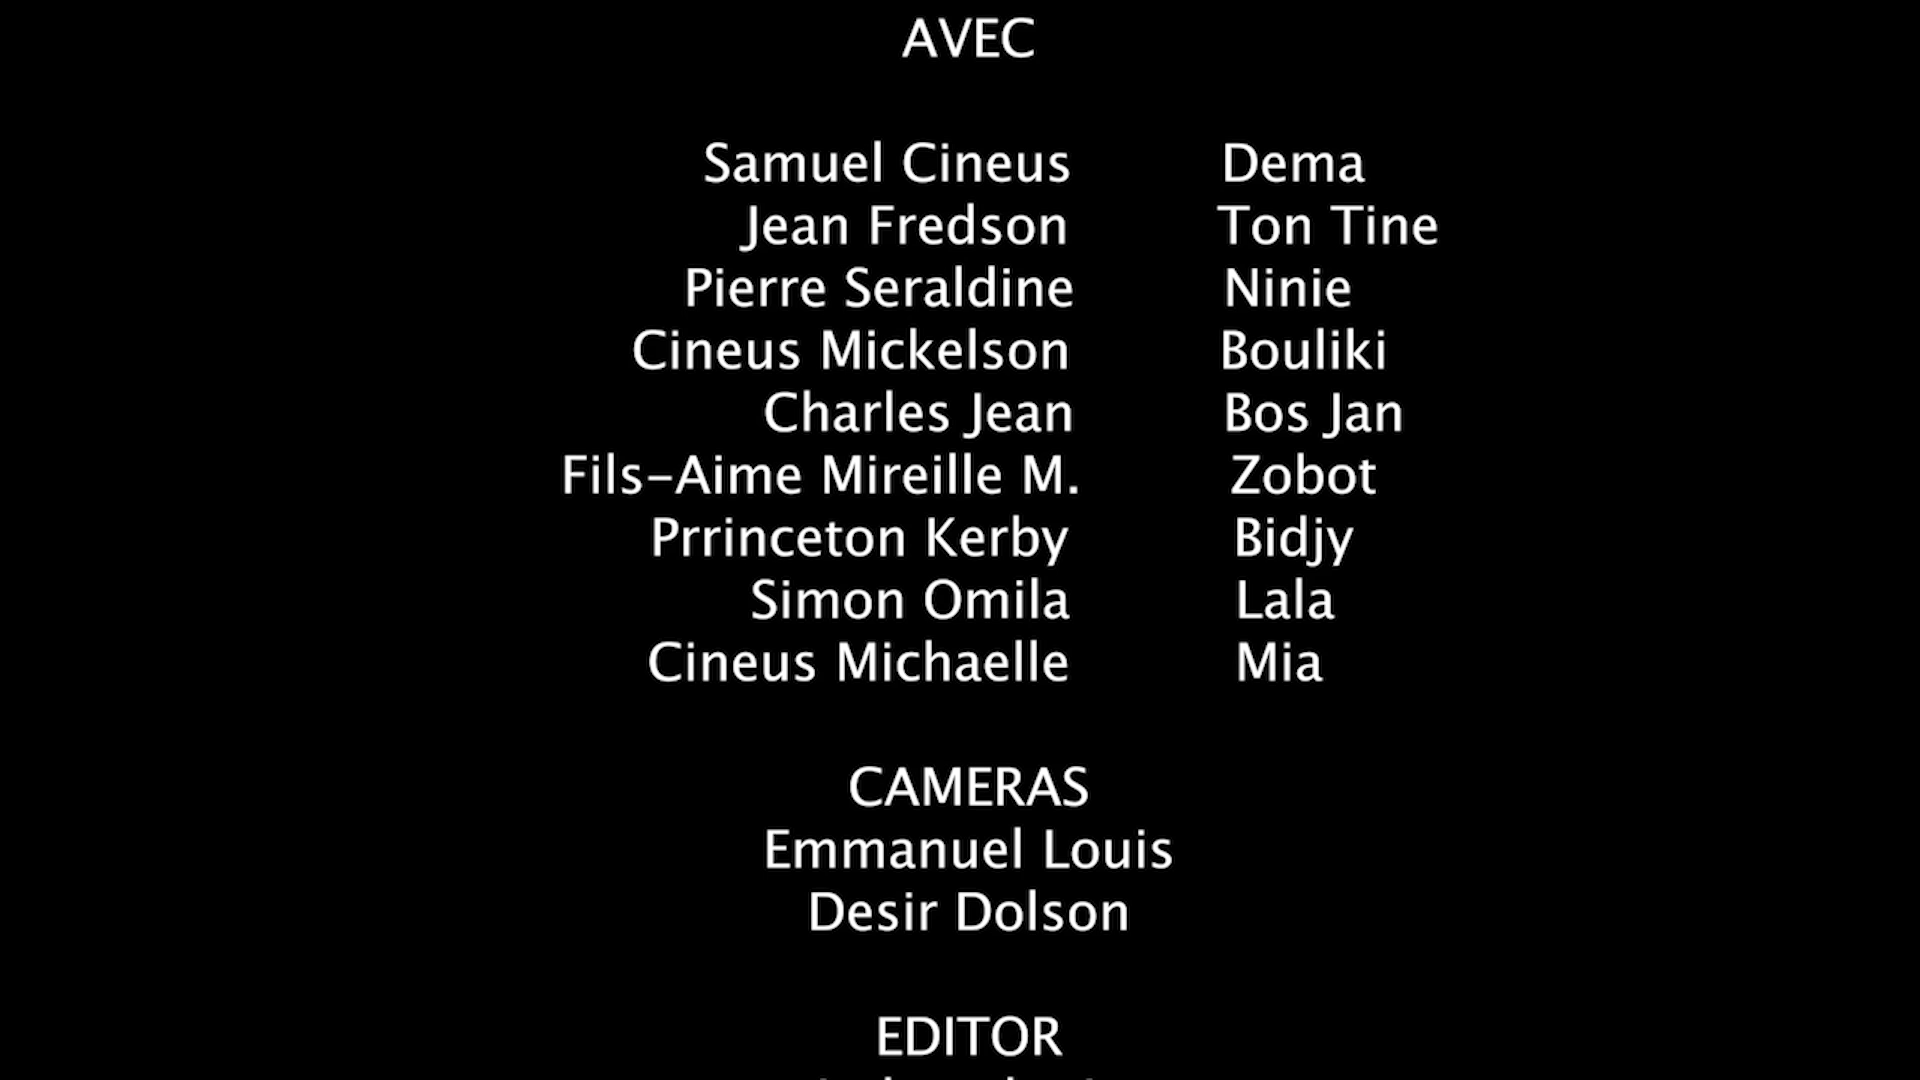 AVEC
Samuel Cineus Dema
Jean Fredson Ton Tine
Pierre Seraldine Ninie
Cineus Mickelson Bouliki
Charles Jean Bos Jan
Fils-Aime Mireille M. Zobot
Prrinceton Kerby Bidjy
Simon Omila Lala
Cineus Michaelle Mia
CAMERAS
Emmanuel Louis
Desir Dolson
EDITOR